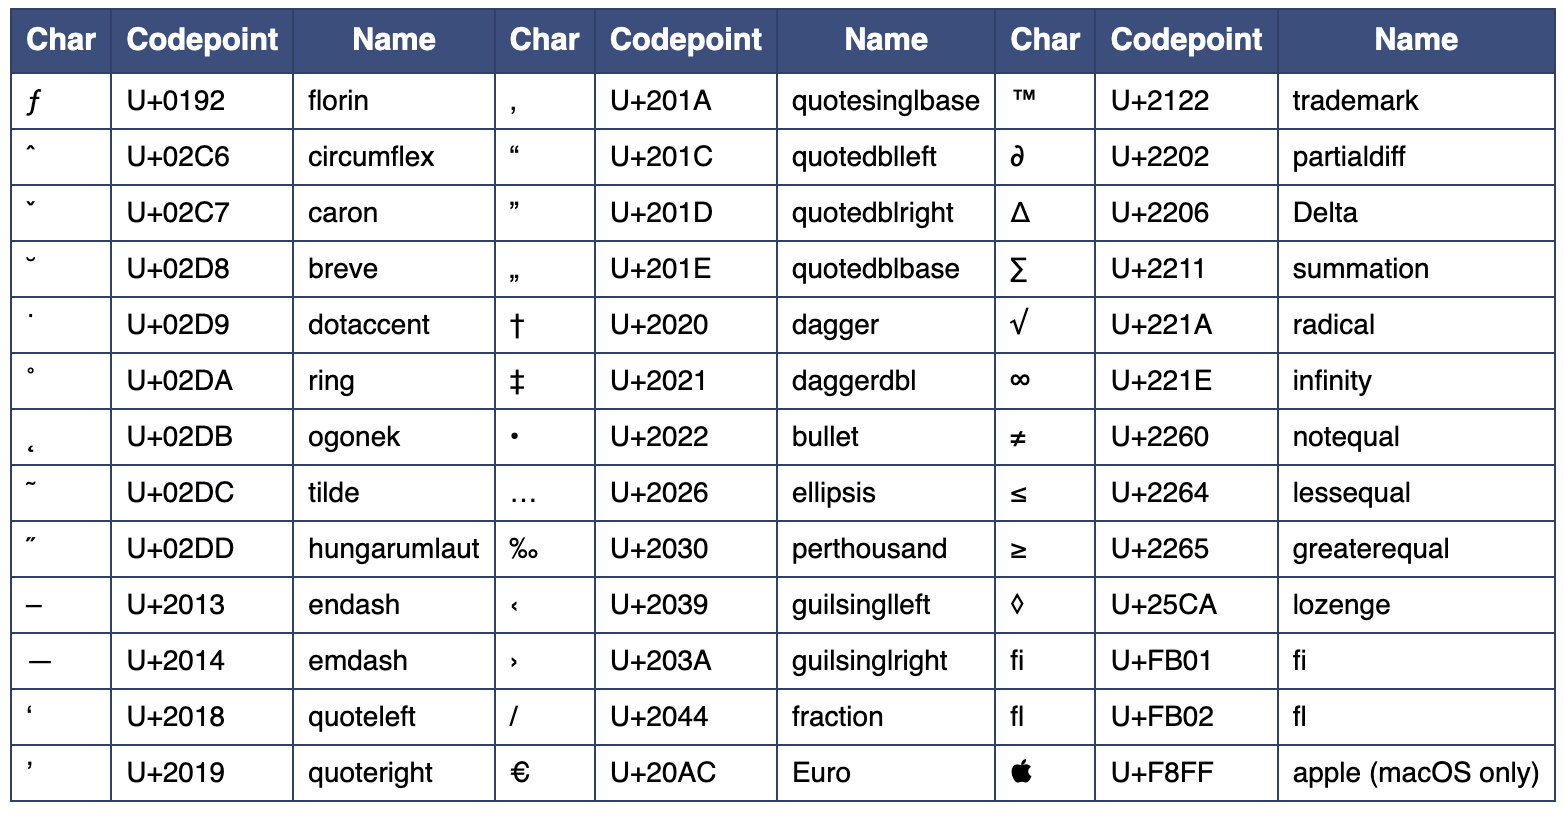 Char Codepoint Name Char Codepoint Name Char Codepoint Name
ƒ U+0192 florin ‚ U+201A quotesinglbase ™ U+2122 trademark
ˆ U+02C6 circumflex “ U+201C quotedblleft ∂ U+2202 partialdiff
ˇ U+02C7 caron ” U+201D quotedblright ∆ U+2206 Delta
˘ U+02D8 breve „ U+201E quotedblbase ∑ U+2211 summation
˙ U+02D9 dotaccent † U+2020 dagger √ U+221A radical
˚ U+02DA ring ‡ U+2021 daggerdbl ∞ U+221E infinity
˛ U+02DB ogonek • U+2022 bullet ≠ U+2260 notequal
˜ U+02DC tilde … U+2026 ellipsis ≤ U+2264 lessequal
˝ U+02DD hungarumlaut ‰ U+2030 perthousand ≥ U+2265 greaterequal
– U+2013 endash ‹ U+2039 guilsinglleft ◊ U+25CA lozenge
— U+2014 emdash › U+203A guilsinglright ﬁ U+FB01 fi
‘ U+2018 quoteleft ⁄ U+2044 fraction ﬂ U+FB02 fl
’ U+2019 quoteright € U+20AC Euro  U+F8FF apple (macOS only)